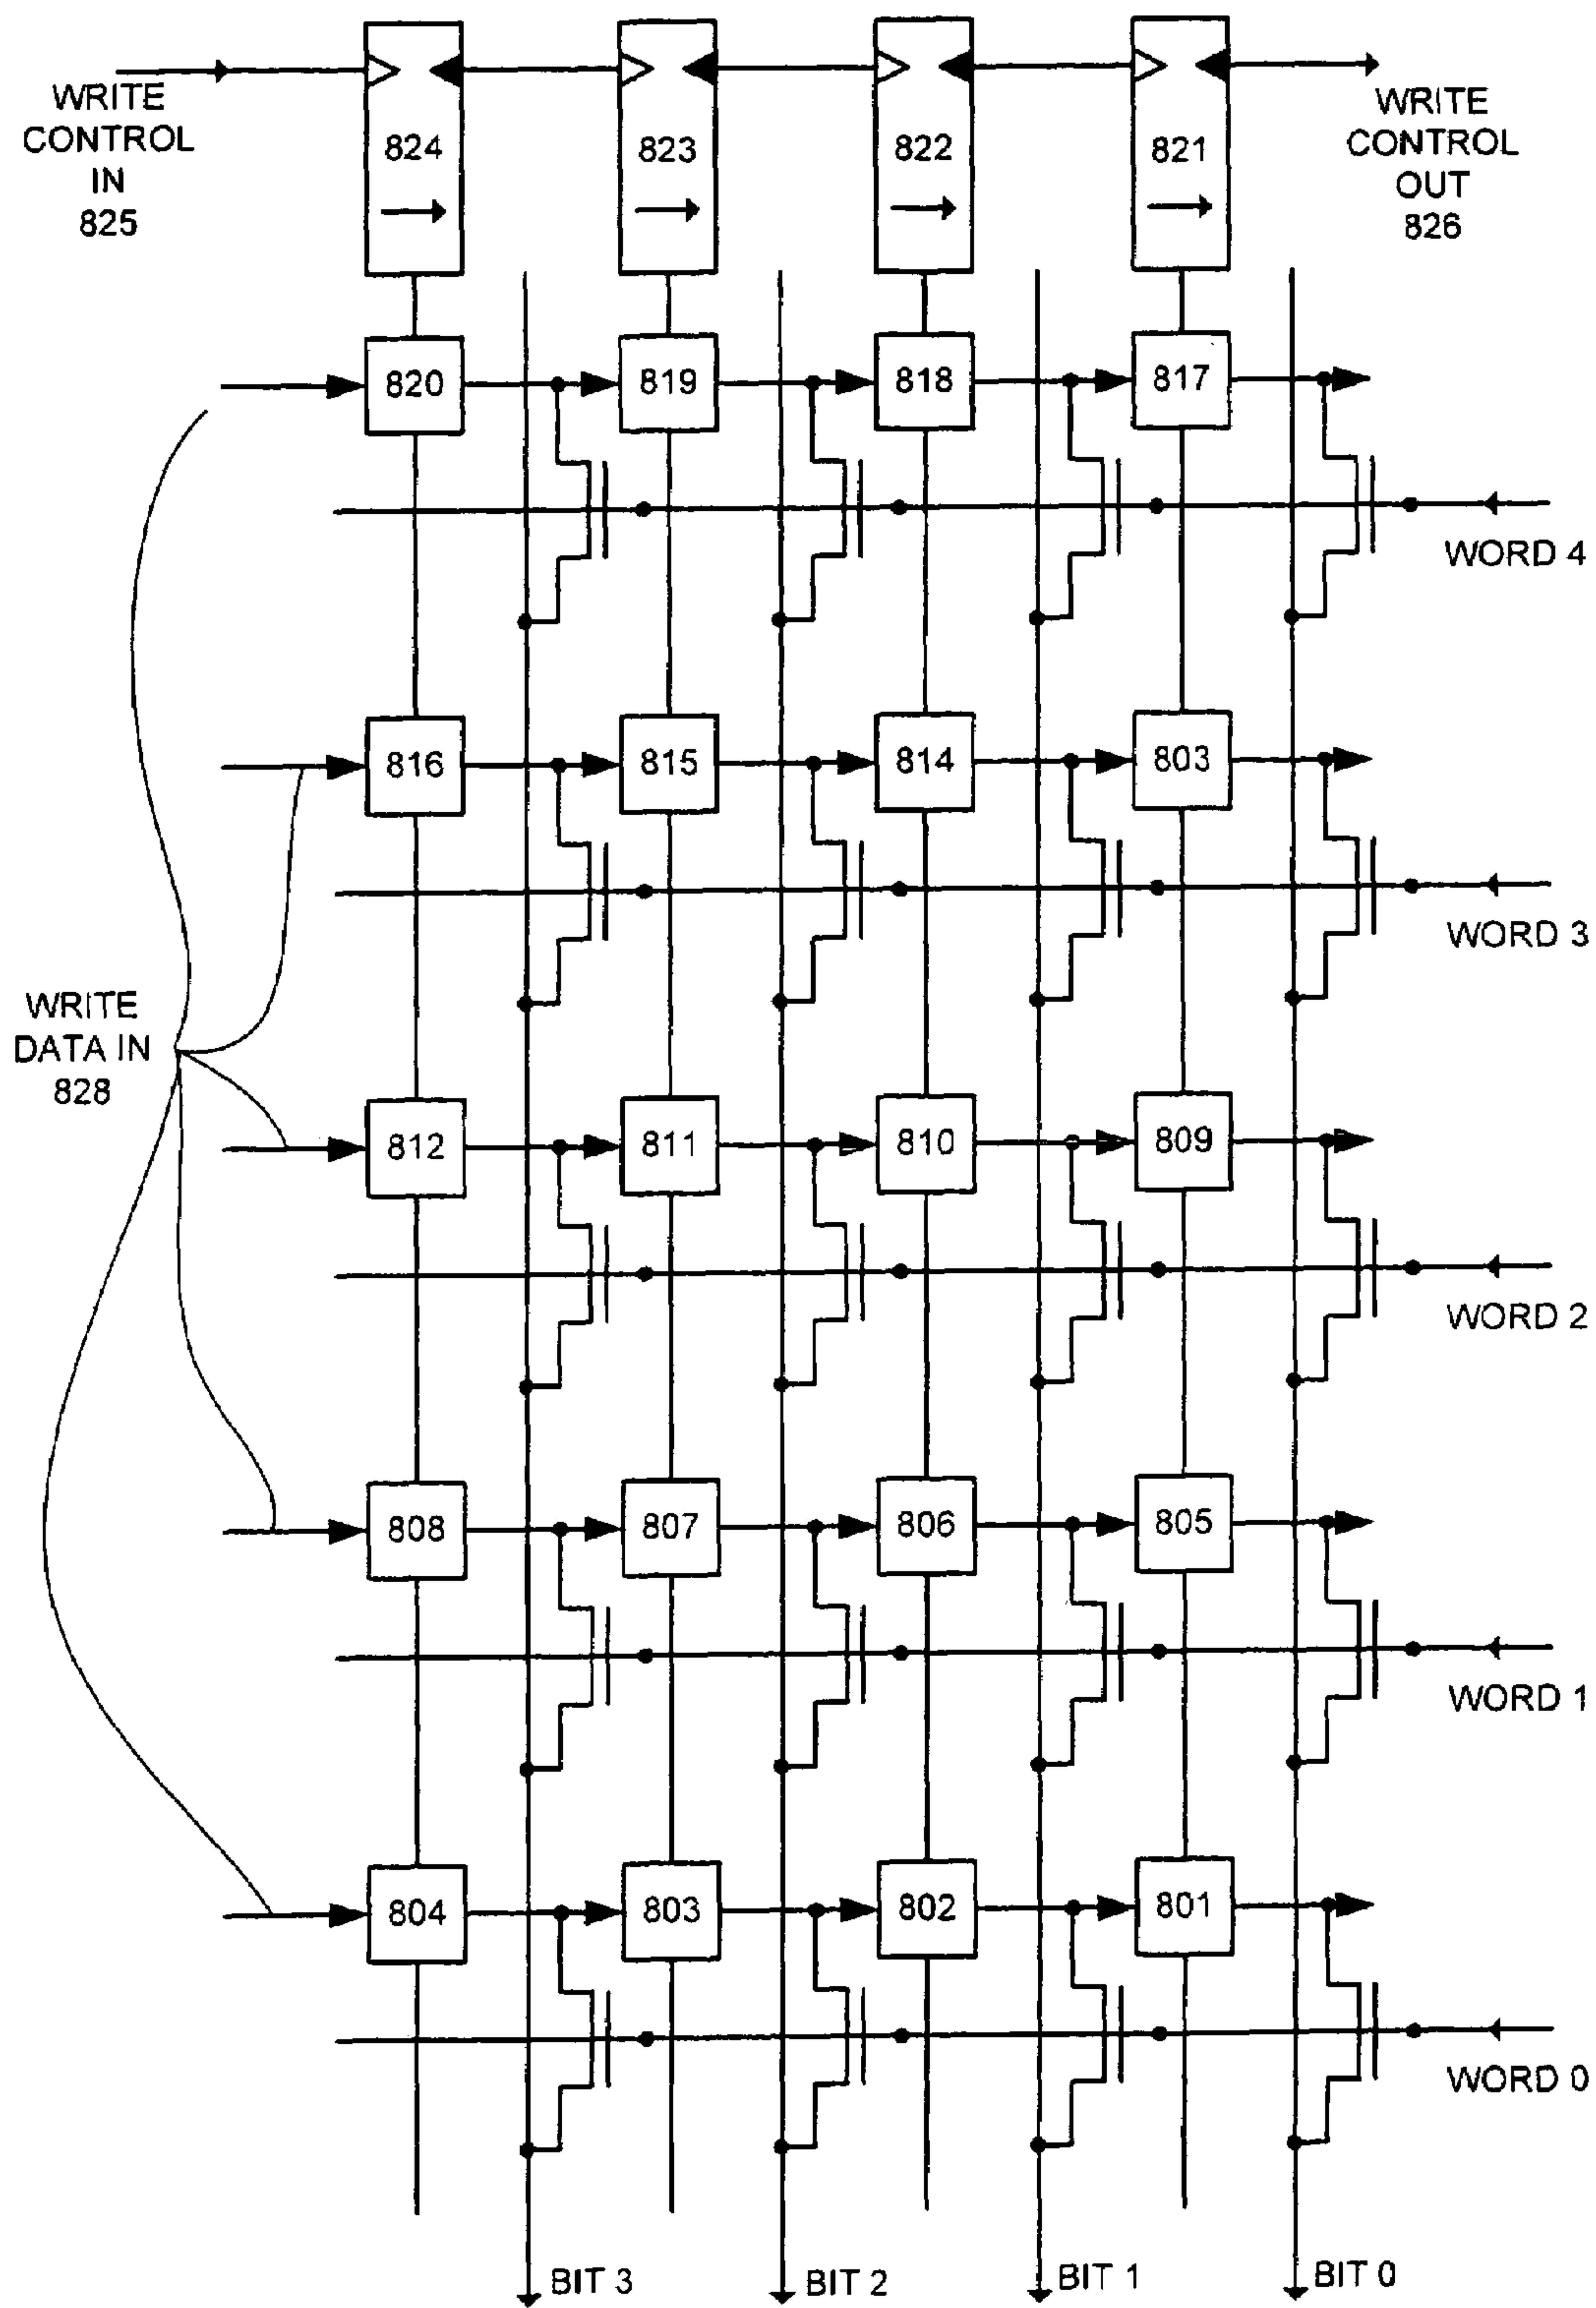 WRITE
CONTROL
IN
825
824
823
822
821
WRITE
CONTROL
OUT
826
820
819
818
817
WORD 4
816
815
814
803
WORD 3
WRITE
DATA IN
828
812
811
810
809
WORD 2
808
807
806
805
WORD 1
804
803
802
801
WORD 0
BIT 3
BIT 2
BIT 1
BIT 0